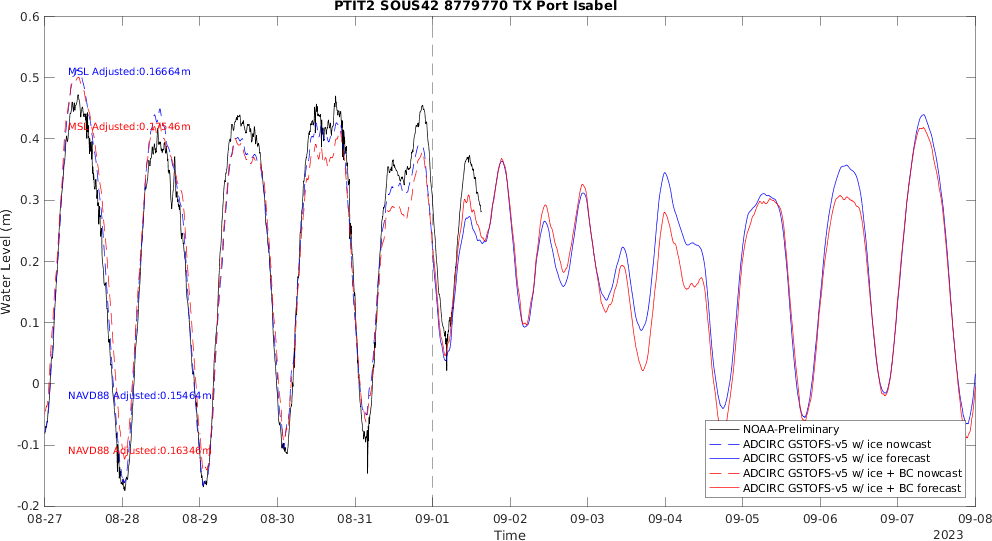 PTIT2 SOUS42 8779770 TX Port Isabel
0.6
0.5
0.4
0.3
0.2
0.1
0
-0.1
-0.2
Water Level (m)
MSL Adjusted:0.16664m
MSL
NAVD88 Adjusted:0.15464m
NAVD88 Adjusted:0.16346m
NOAA-Preliminary
ADCIRC GSTOFS-v5 w/ ice nowcast
ADCIRC GSTOFS-v5 w/ ice forecast
ADCIRC GSTOFS-v5 w/ ice + BC nowcast
ADCIRC GSTOFS-v5 w/ ice + BC forecast
08-27 08-28 08-29 08-30 08-31 09-01 09-02 09-03 09-04 09-05 09-06 09-07 09-08
Time
2023